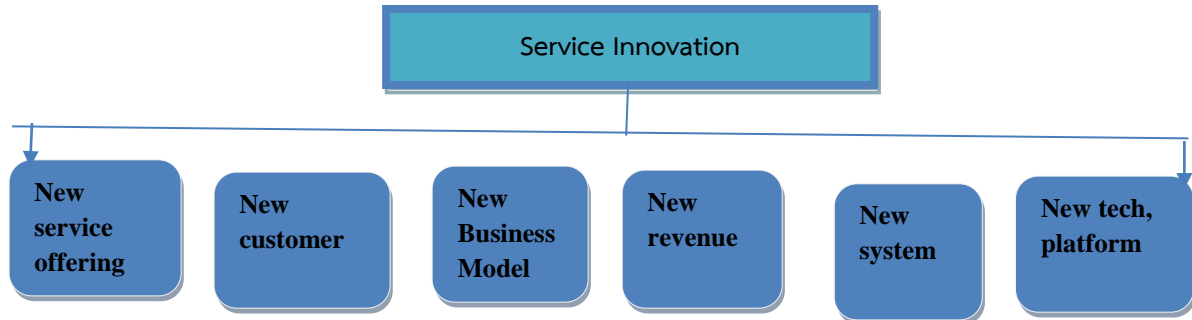 Service Innovation
New
service
offering
New
customer
New
Business
Model
New
revenue
New
system
New tech,
platform